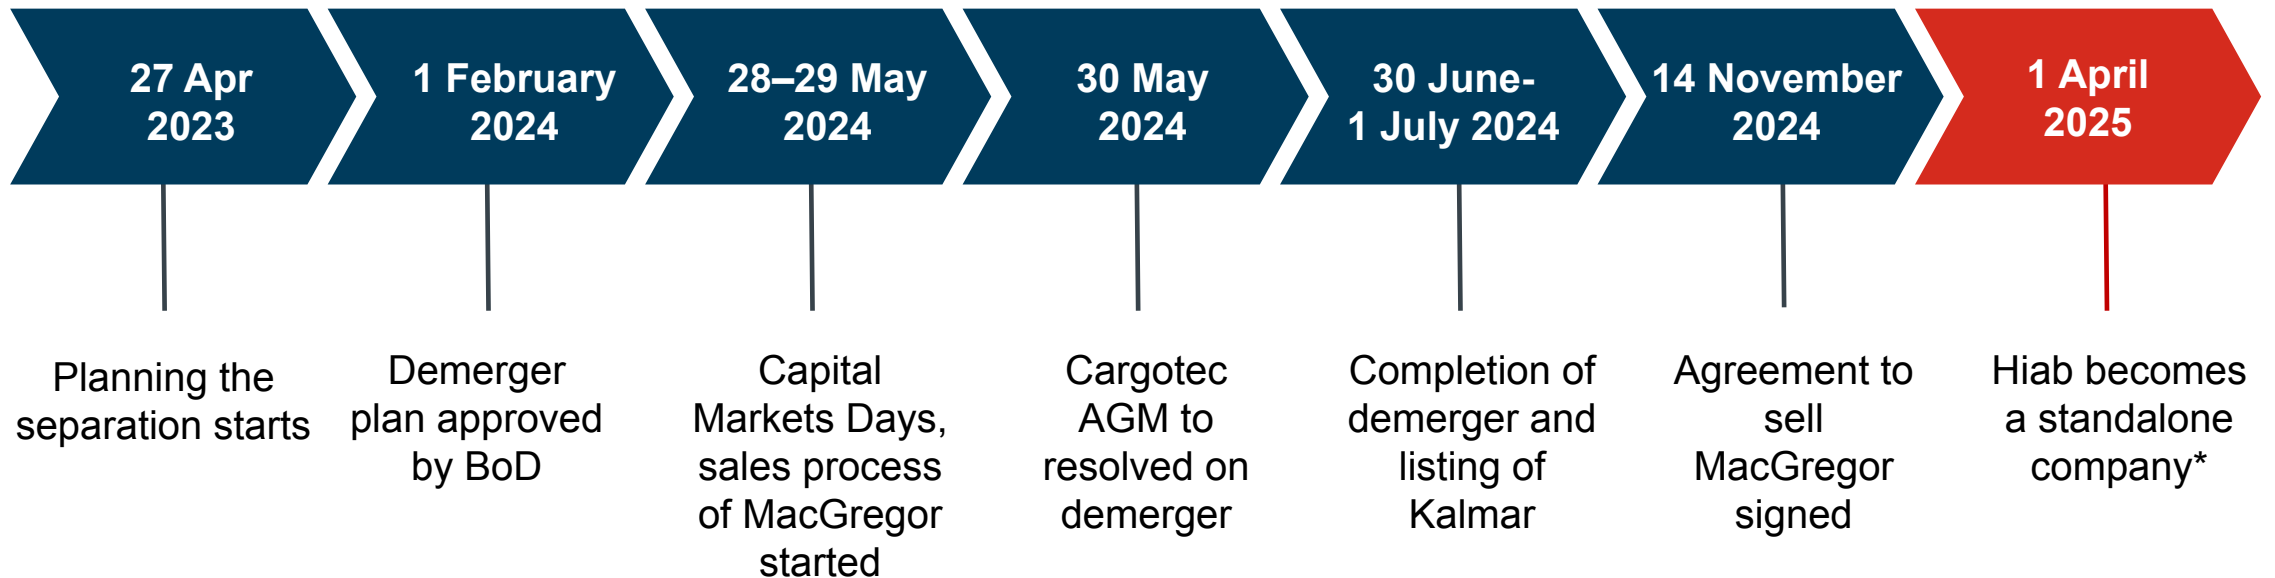 27 Apr
2023
1 February
2024
28–29 May
2024
30 May
2024
30 June-
1 July 2024
14 November
2024
1 April
2025
Planning the
separation starts
Demerger
plan approved
by BoD
Capital
Markets Days,
sales process
of MacGregor
started
Cargotec
AGM to
resolved on
demerger
Completion of
demerger and
listing of
Kalmar
Agreement to
sell
MacGregor
signed
Hiab becomes
a standalone
company*